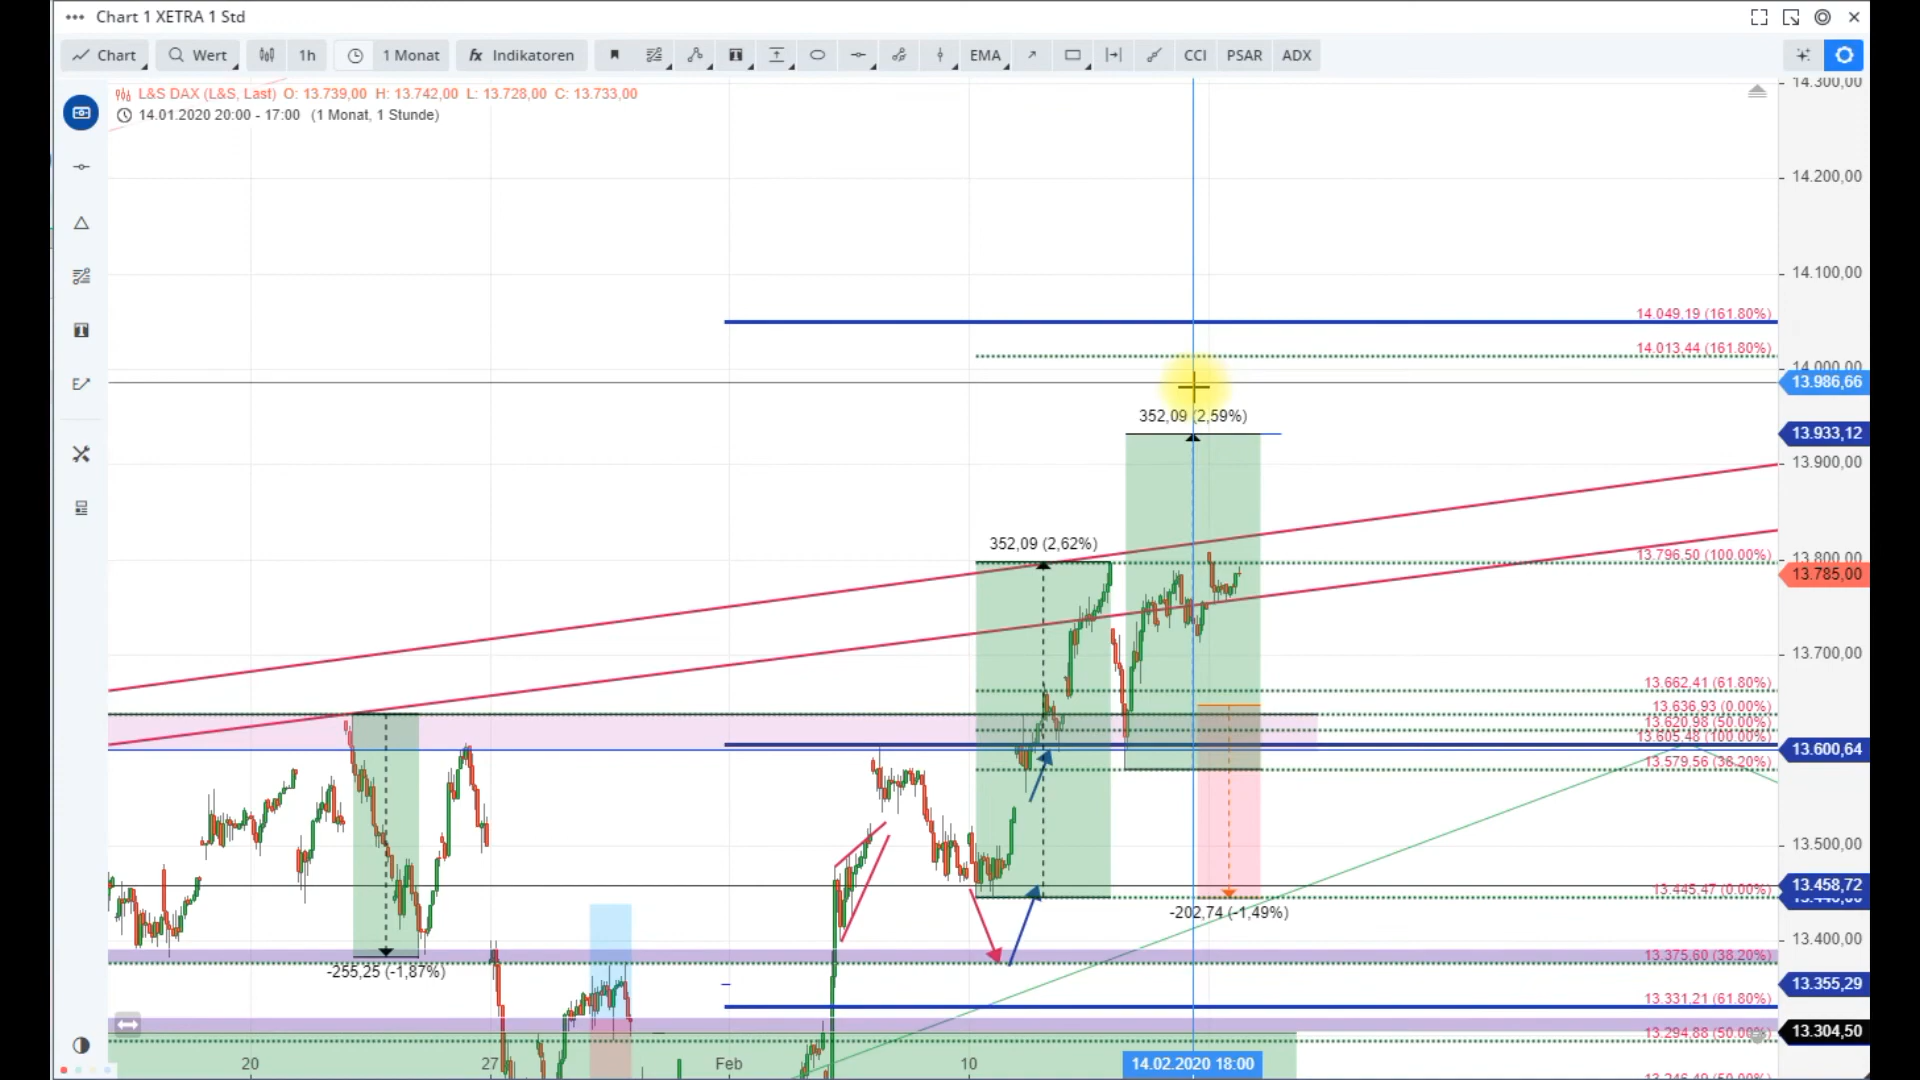 Chart 1 XETRA 1 Std
Chart
Wert
1h
1 Monat
fx Indikatoren
EMA
CCI
PSAR
ADX
L&S DAX (L&S, Last) O: 13.739,00 H: 13.742,00 L: 13.728,00 C: 13.733,00
14.01.2020 20:00 - 17:00 (1 Monat, 1 Stunde)
14.300,00
14.200,00
14.100,00
14.049,19 (161.80%)
14.013,44 (161.80%)
14.000,00
13.986,66
352,09 (2,59%)
13.933,12
13.900,00
352,09 (2,62%)
13.796,50 (100.00%)
13.800,00
13.785,00
13.700,00
13.662,41 (61.80%)
13.636,93 (0.00%)
13.620,98 (50.00%)
13.605,48 (100.00%)
13.600,64
13.579,56 (38.20%)
13.500,00
13.445,47 (0.00%)
13.458,72
-202,74 (-1,49%)
13.400,00
13.375,60 (38.20%)
-255,25 (-1,87%)
13.355,29
13.331,21 (61.80%)
13.294,88 (50.00%)
13.304,50
20
27
Feb
10
14.02.2020 18:00